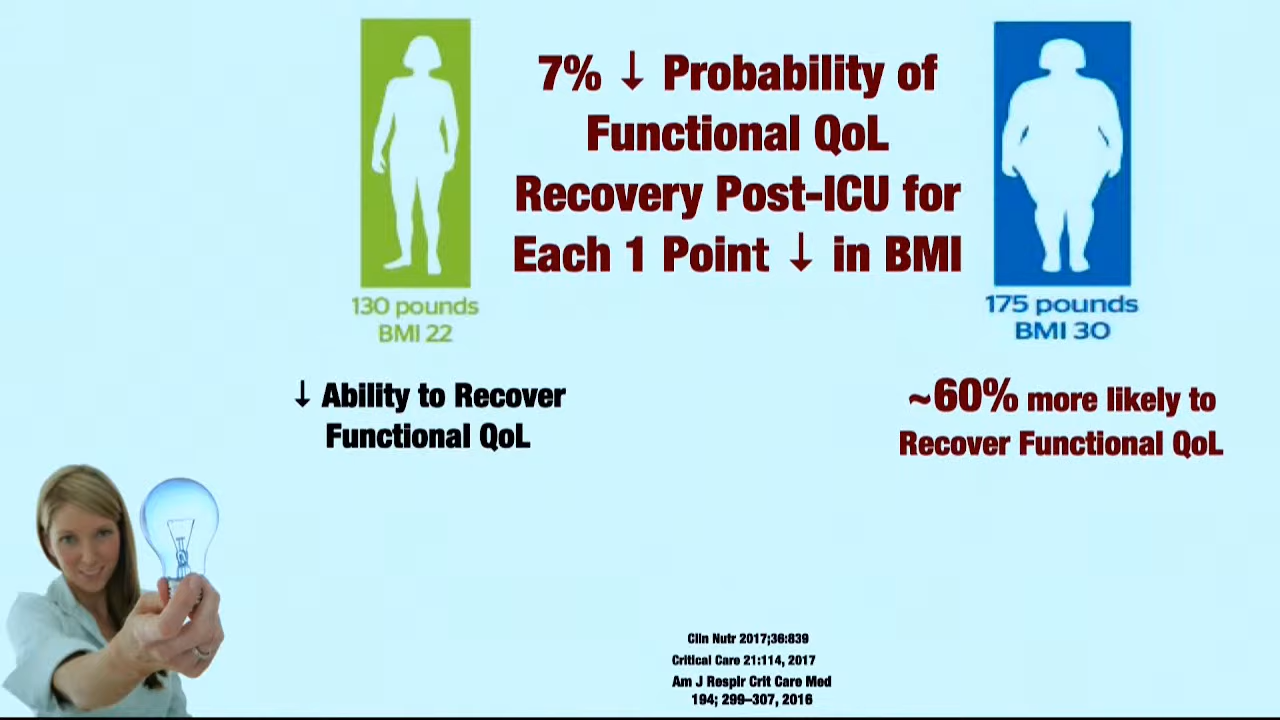 7% ↓ Probability of
Functional QoL
Recovery Post-ICU for
Each 1 Point ↓ in BMI
130 pounds
BMI 22
175 pounds
BMI 30
↓ Ability to Recover
Functional QoL
~60% more likely to
Recover Functional QoL
Clin Nutr 2017;36:839
Critical Care 21:114, 2017
Am J Respir Crit Care Med
194; 299–307, 2016